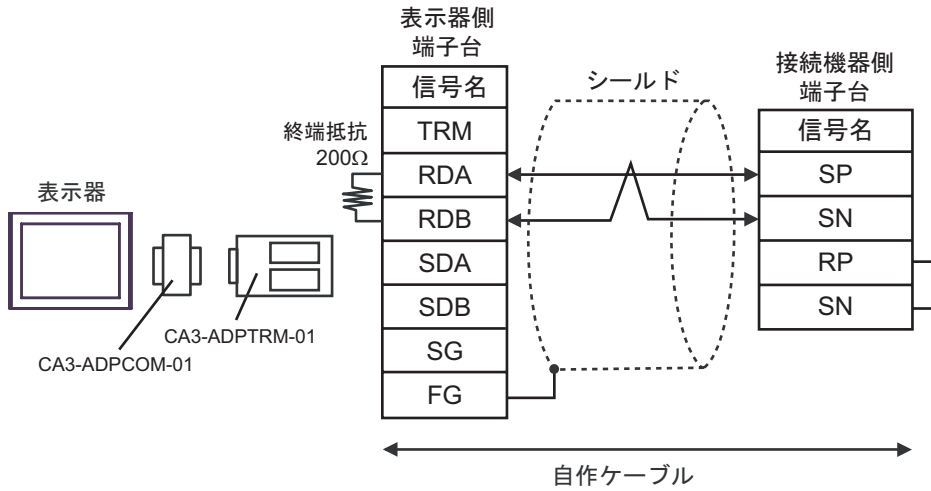 表示器側
端子台
信号名
TRM
RDA
RDB
SDA
SDB
SG
FG
終端抵抗
200Ω
表示器
CA3-ADPCOM-01
CA3-ADPTRM-01
シールド
接続機器側
端子台
信号名
SP
SN
RP
SN
自作ケーブル